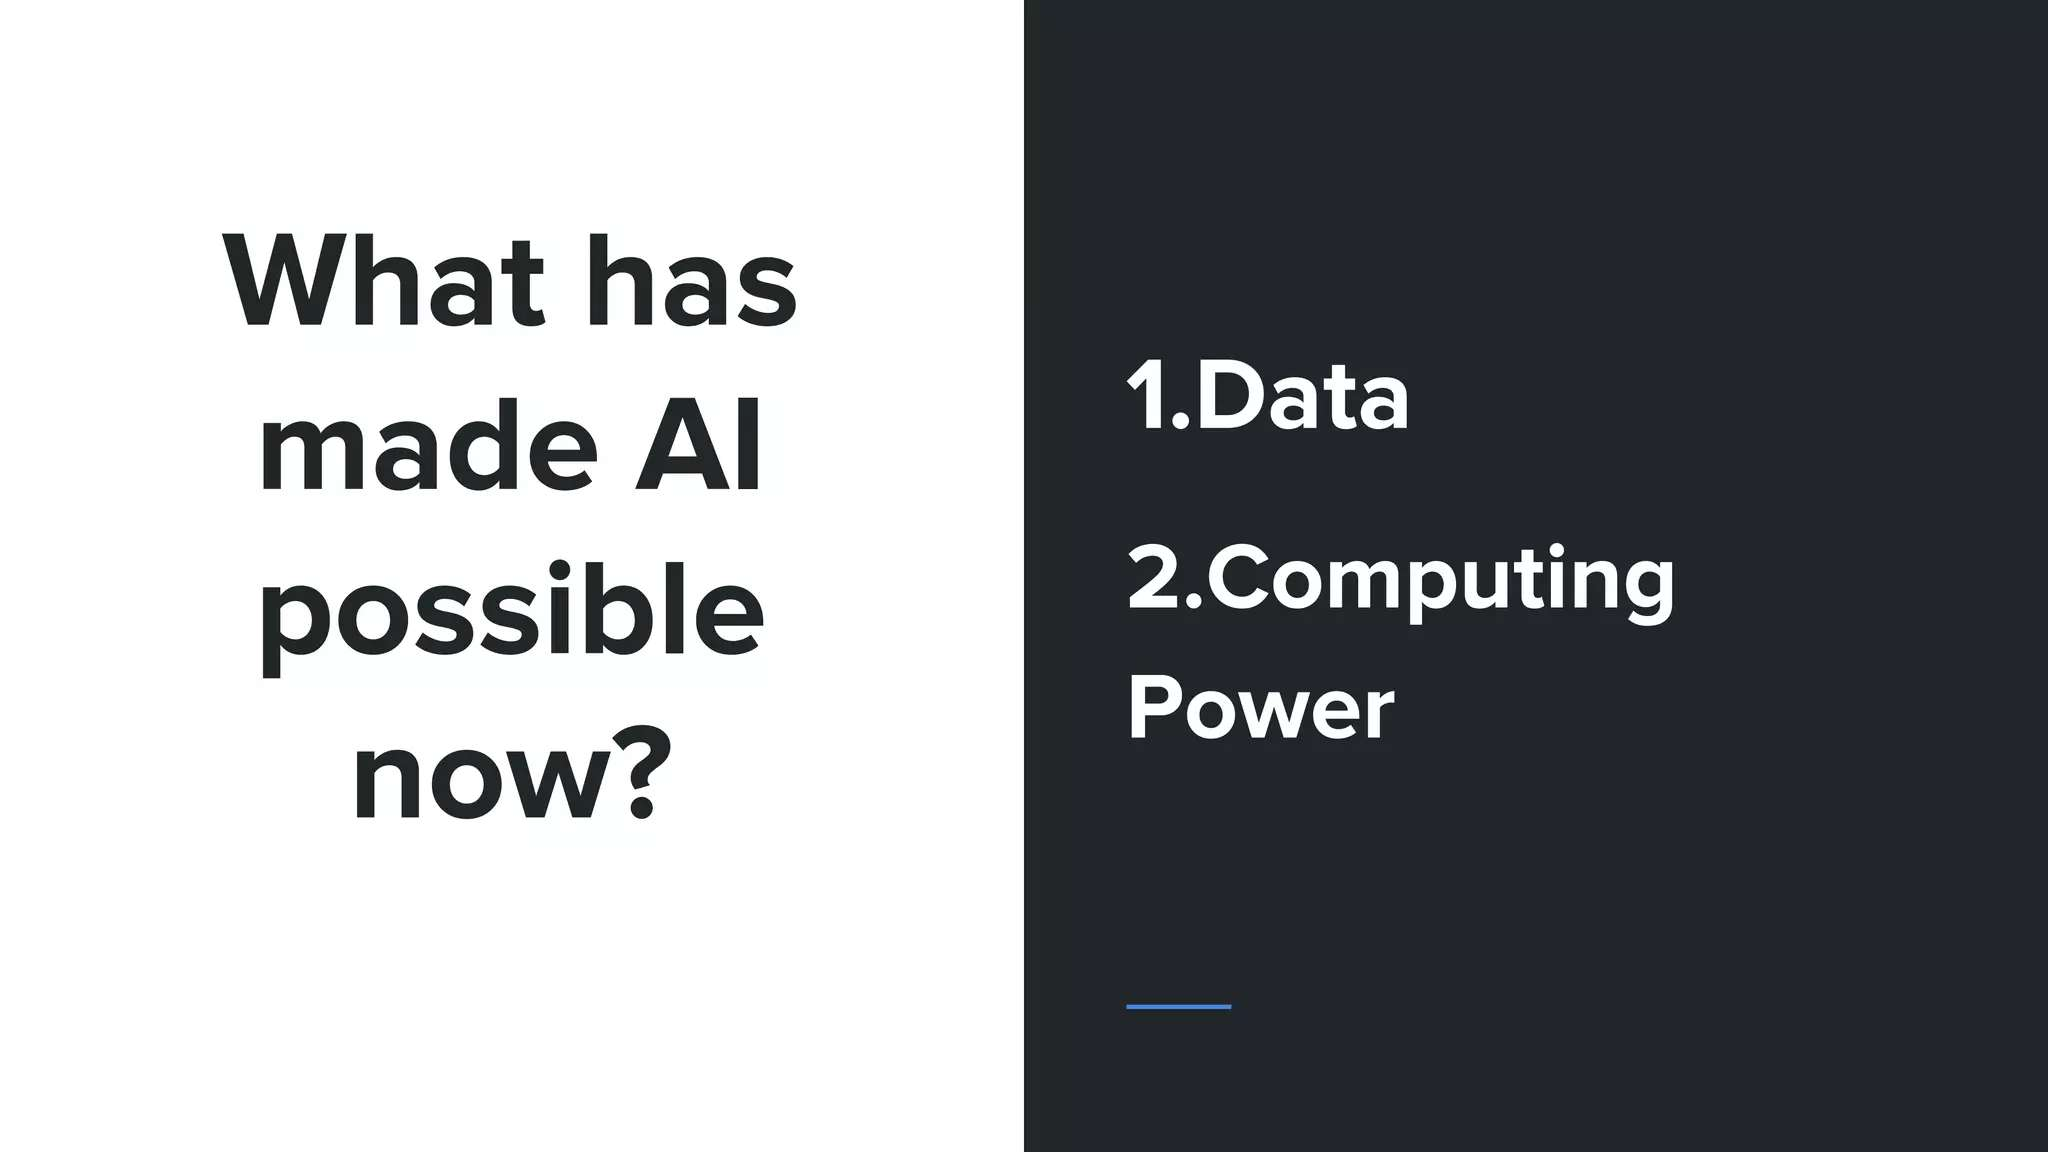 What has
made AI
possible
now?
1.Data
2.Computing
Power